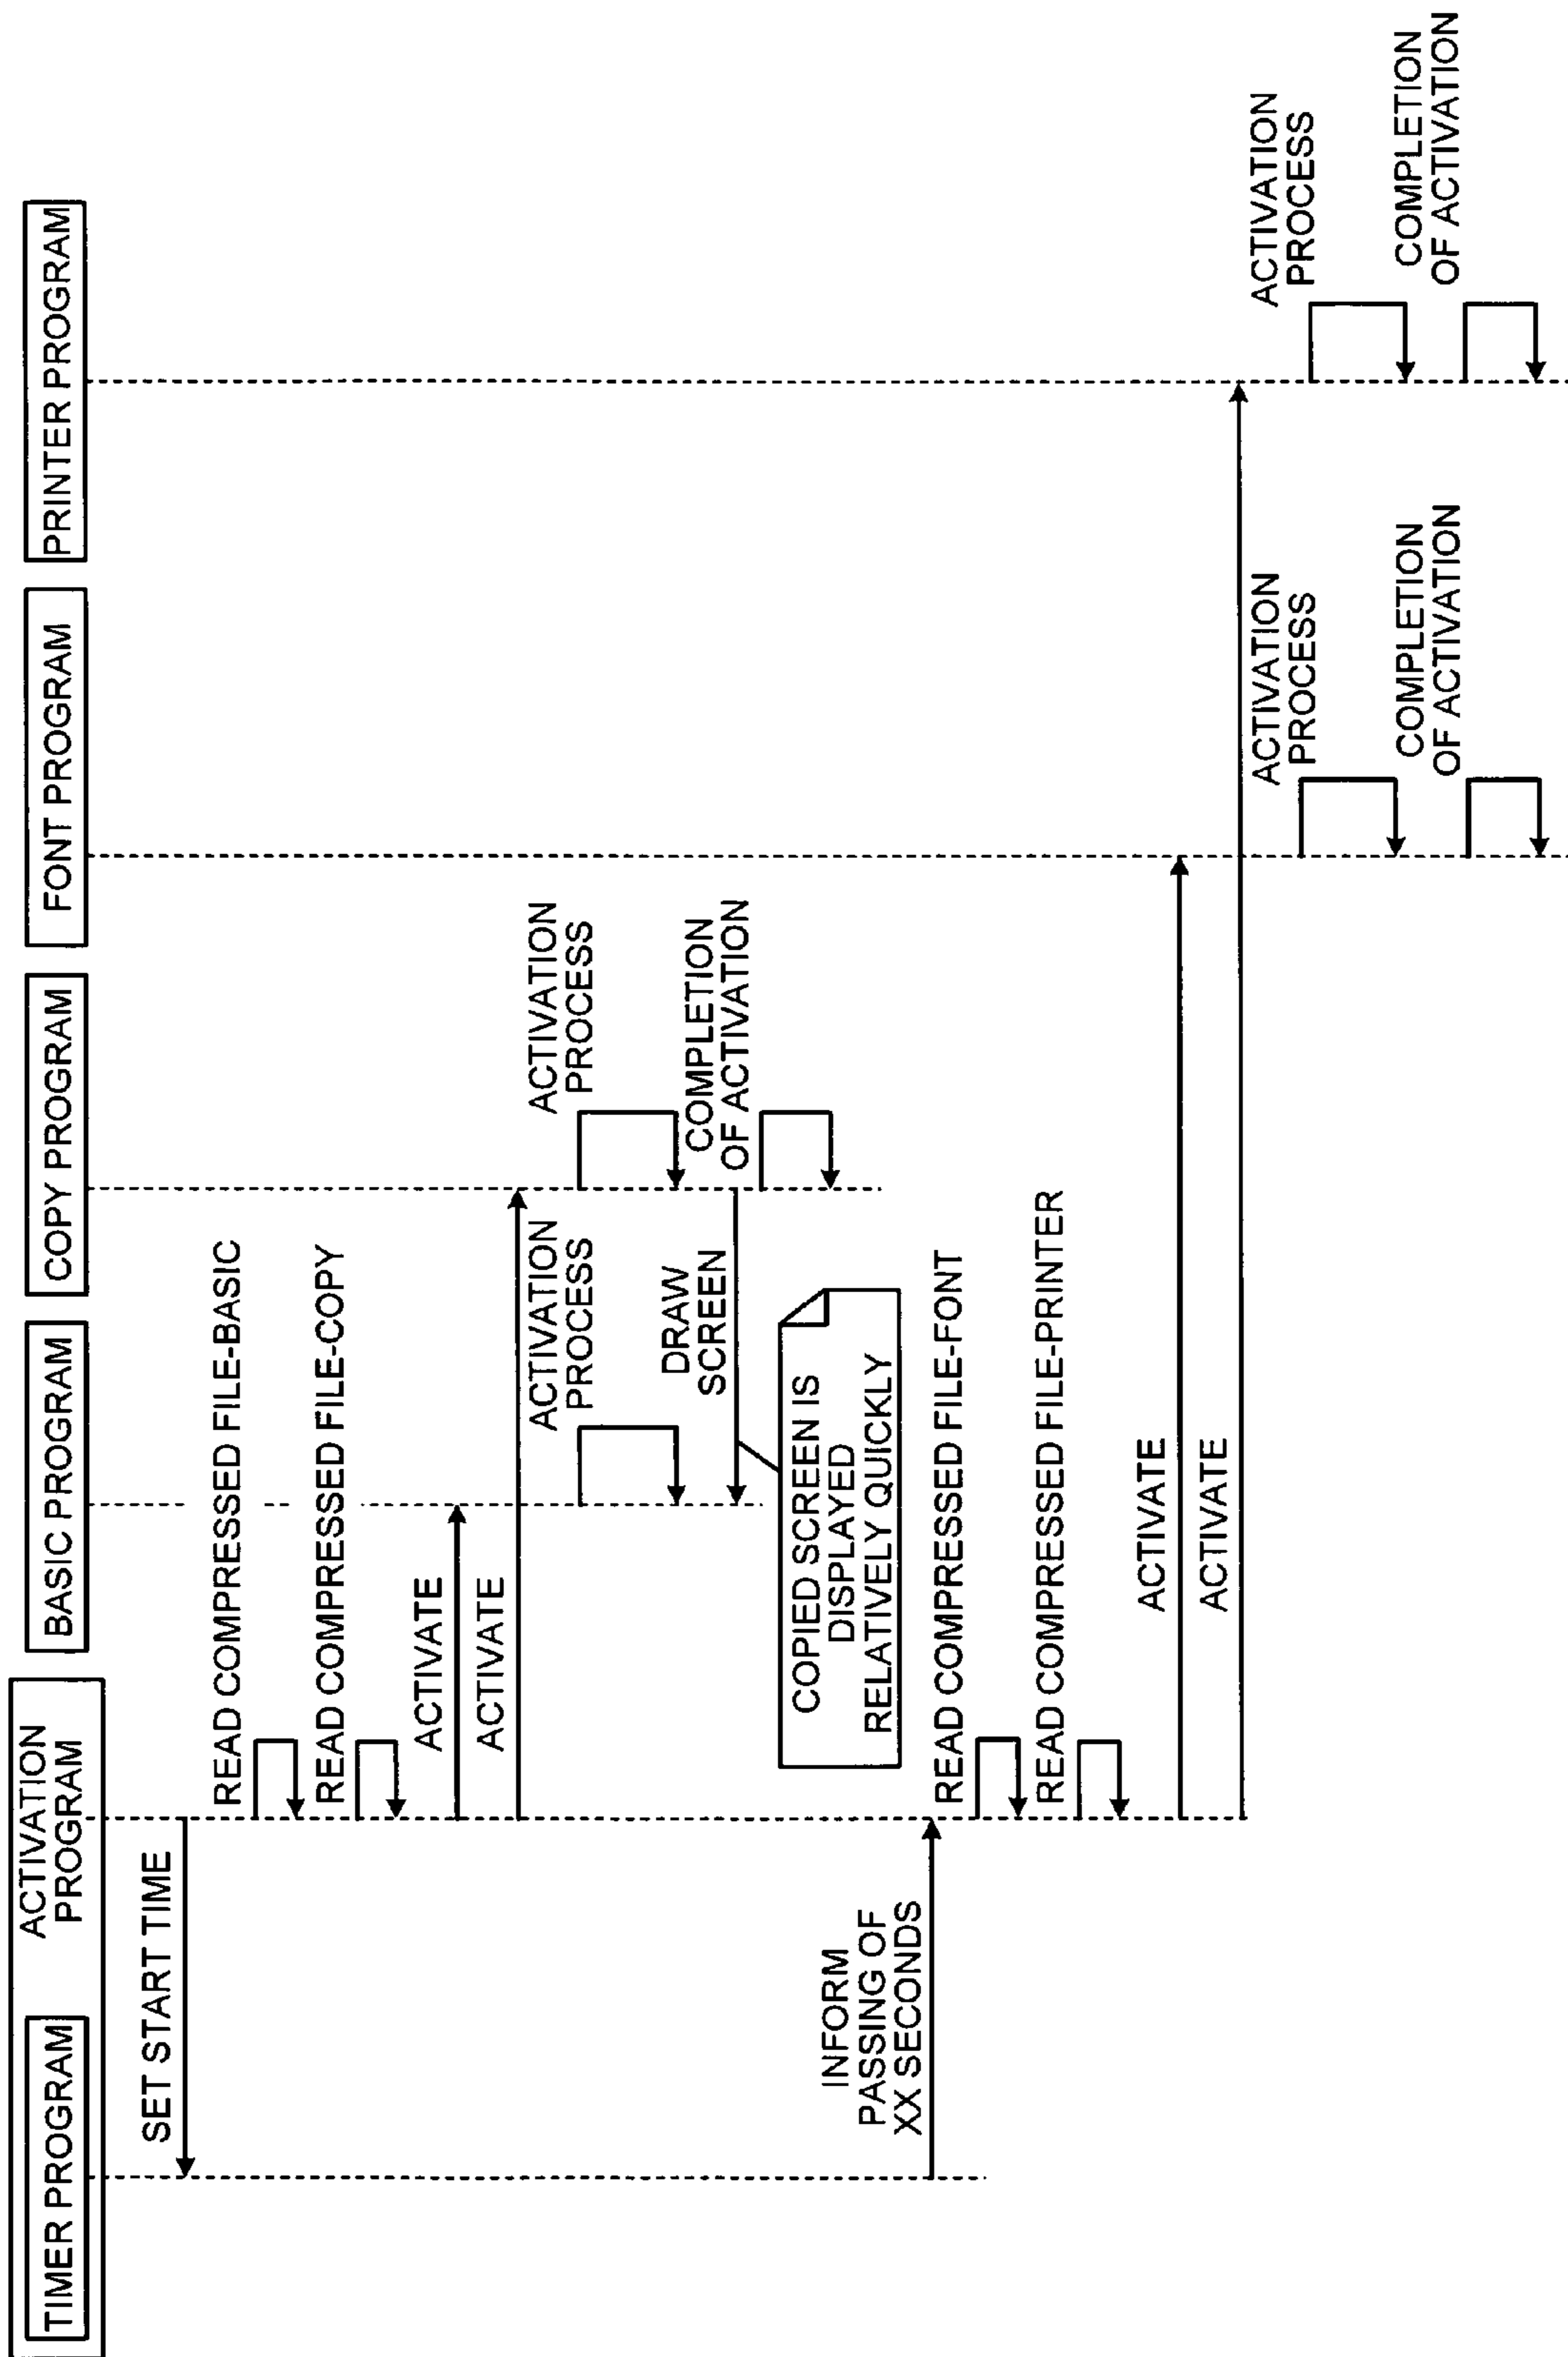 TIMER PROGRAM
ACTIVATION
PROGRAM
BASIC PROGRAM
COPY PROGRAM
FONT PROGRAM
PRINTER PROGRAM
SET START TIME
READ COMPRESSED FILE-BASIC
READ COMPRESSED FILE-COPY
ACTIVATE
ACTIVATE
ACTIVATION
PROCESS
ACTIVATION
PROCESS
DRAW
SCREEN
COMPLETION
OF ACTIVATION
COPIED SCREEN IS
DISPLAYED
RELATIVELY QUICKLY
INFORM
PASSING OF
XX SECONDS
READ COMPRESSED FILE-FONT
READ COMPRESSED FILE-PRINTER
ACTIVATE
ACTIVATE
ACTIVATION
PROCESS
ACTIVATION
PROCESS
COMPLETION
OF ACTIVATION
COMPLETION
OF ACTIVATION